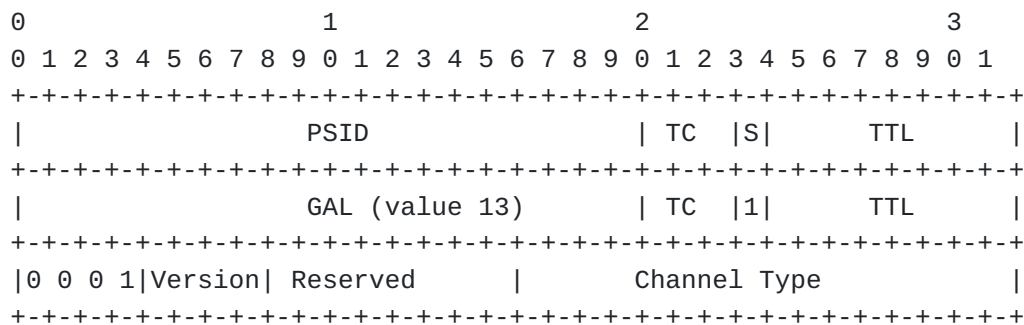 0                   1                   2                   3
0 1 2 3 4 5 6 7 8 9 0 1 2 3 4 5 6 7 8 9 0 1 2 3 4 5 6 7 8 9 0 1
+-+-+-+-+-+-+-+-+-+-+-+-+-+-+-+-+-+-+-+-+-+-+-+-+-+-+-+-+-+-+-+-+
|                  PSID                 | TC  |S|      TTL      |
+-+-+-+-+-+-+-+-+-+-+-+-+-+-+-+-+-+-+-+-+-+-+-+-+-+-+-+-+-+-+-+-+
|                  GAL (value 13)       | TC  |1|      TTL      |
+-+-+-+-+-+-+-+-+-+-+-+-+-+-+-+-+-+-+-+-+-+-+-+-+-+-+-+-+-+-+-+-+
|0 0 0 1|Version| Reserved      |       Channel Type            |
+-+-+-+-+-+-+-+-+-+-+-+-+-+-+-+-+-+-+-+-+-+-+-+-+-+-+-+-+-+-+-+-+